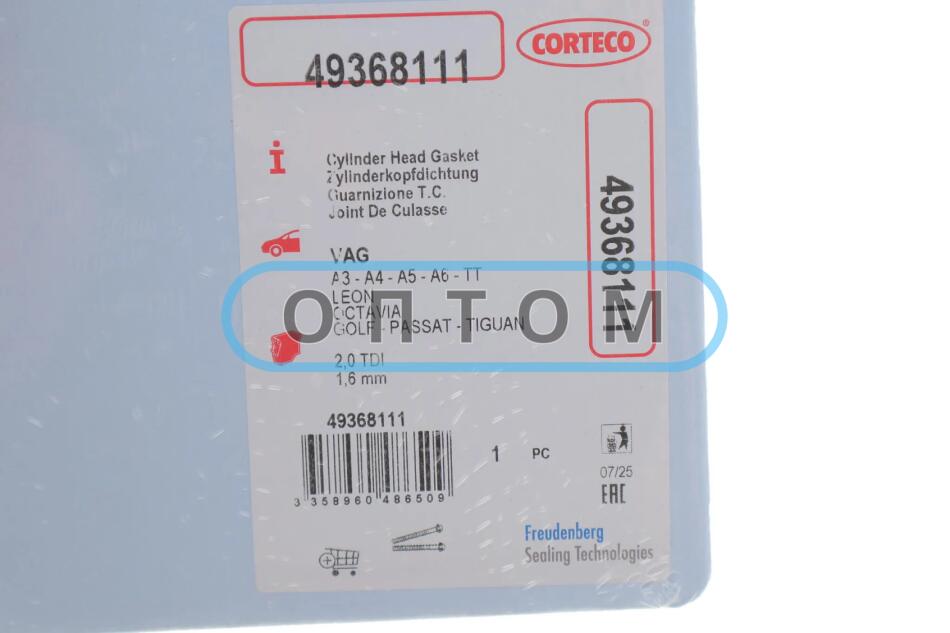 49368111
CORTECO®
Cylinder Head Gasket
Zylinderkopfdichtung
Guarnizione T.C.
Joint De Culasse
VAG
A3 - A4 - A5 - A6 - TT
LEON
OCTAVIA
GOLF - PASSAT - TIGUAN
2,0 TDI
1,6 mm
49368111
ОПТОМ
49368111
3 358960 486509
1 PC
07/25
EAC
Freudenberg
Sealing Technologies